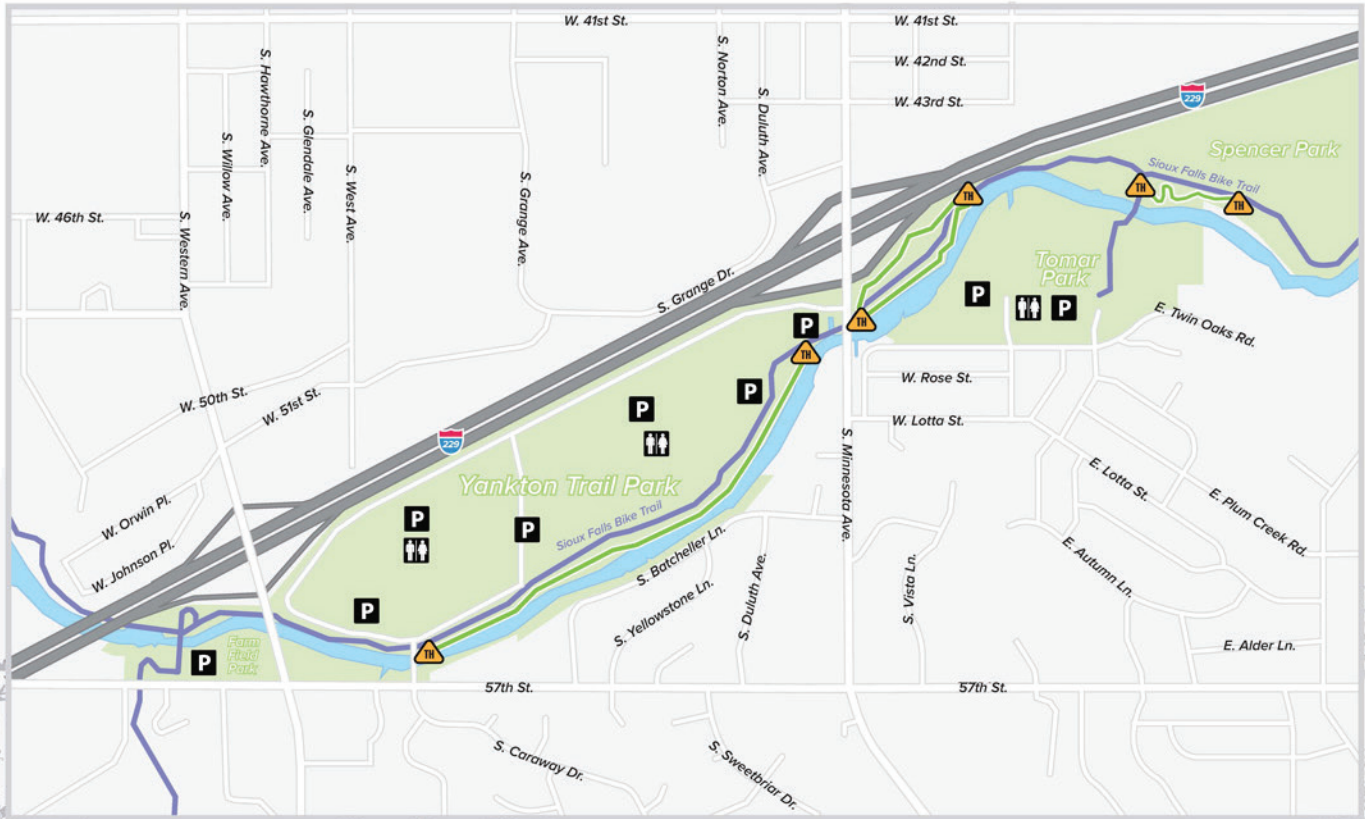 W. 41st St.
W. 41st St.
S. Hawthorne Ave.
S. Norton Ave.
W. 42nd St.
S. Duluth Ave.
229
W. 43rd St.
S. Glendale Ave.
S. Willow Ave.
Spencer Park
S. West Ave.
S. Grange Ave.
Sioux Falls Bike Trail
TH
TH
TH
W. 46th St.
S. Western Ave.
Tomar
Park
S. Grange Dr.
P
P
E. Twin Oaks Rd.
TH
P
TH
W. Rose St.
P
W. 50th St.
W. 51st St.
P
W. Lotta St.
229
S. Minnesota Ave.
E. Lotta St.
Yankton Trail Park
E. Plum Creek Rd.
W. Orwin Pl.
P
P
Sioux Falls Bike Trail
S. Batcheller Ln.
W. Johnson Pl.
E. Autumn Ln.
S. Vista Ln.
S. Duluth Ave.
P
S. Yellowstone Ln.
Farm
Field
Park
P
TH
E. Alder Ln.
57th St.
57th St.
S. Caraway Dr.
S. Sweetbriar Dr.